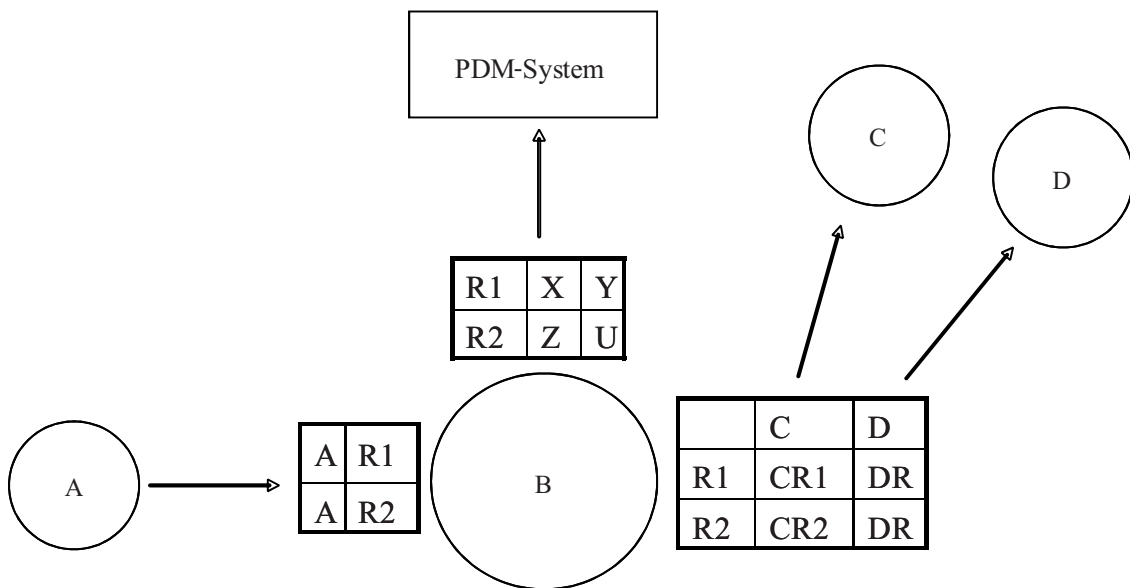 PDM-System
C
D
R1 X Y
R2 Z U
A
A R1
A R2
B
C D
R1 CR1 DR
R2 CR2 DR